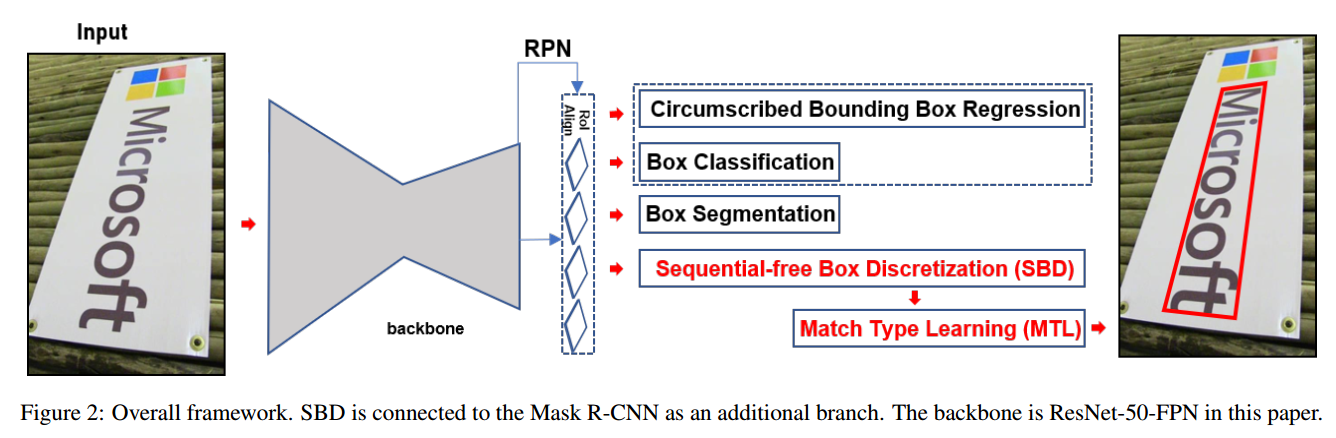 Input
Microsoft
backbone
RPN
RoI
Align
Circumscribed Bounding Box Regression
Box Classification
Box Segmentation
Sequential-free Box Discretization (SBD)
Match Type Learning (MTL)
Microsoft
Figure 2: Overall framework. SBD is connected to the Mask R-CNN as an additional branch. The backbone is ResNet-50-FPN in this paper.